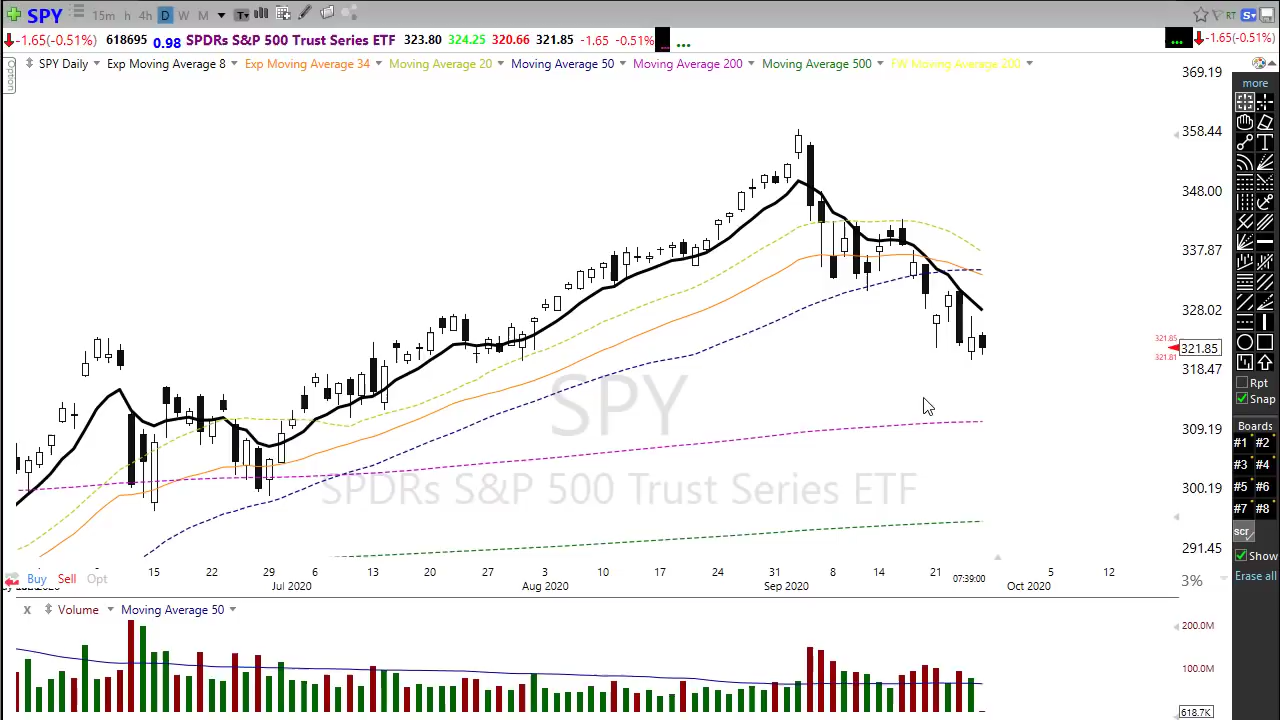 SPY 15m h 4h D W M T RT S
-1.65(-0.51%) 618695 0.98 SPDRs S&P 500 Trust Series ETF 323.80 324.25 320.66 321.85 -1.65 -0.51% ... ... -1.65(-0.51%)
Option SPY Daily Exp Moving Average 8 Exp Moving Average 34 Moving Average 20 Moving Average 50 Moving Average 200 Moving Average 500 FW Moving Average 200
369.19
more
358.44
348.00
337.87
328.02
321.85
321.85
321.81
318.47
309.19
300.19
291.45
SPY
SPDRs S&P 500 Trust Series ETF
Rpt
Snap
Boards
#1 #2
#3 #4
#5 #6
#7 #8
scr
Show
Erase all
15 22 29 6 13 20 27 3 10 17 24 31 8 14 21 07:39:00 5 12
Jul 2020 Aug 2020 Sep 2020 Oct 2020
Buy Sell Opt
3%
x Volume Moving Average 50
200.0M
100.0M
618.7K